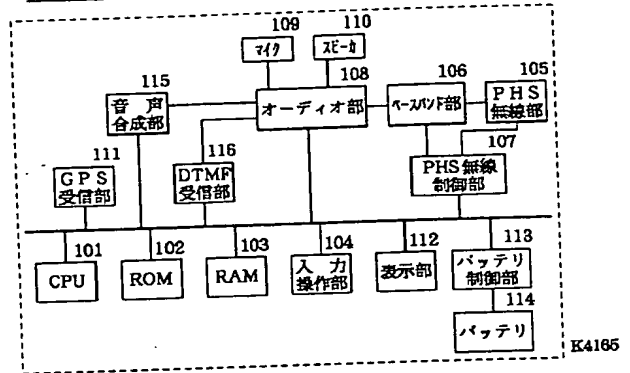 109
110
マイク
スピーカ
115
108
106
105
音声
合成部
オーディオ部
ベースバンド部
PHS
無線部
111
116
107
GPS
受信部
DTMF
受信部
PHS無線
制御部
101
102
103
104
112
113
CPU
ROM
RAM
入力
操作部
表示部
バッテリ
制御部
114
バッテリ
K4165